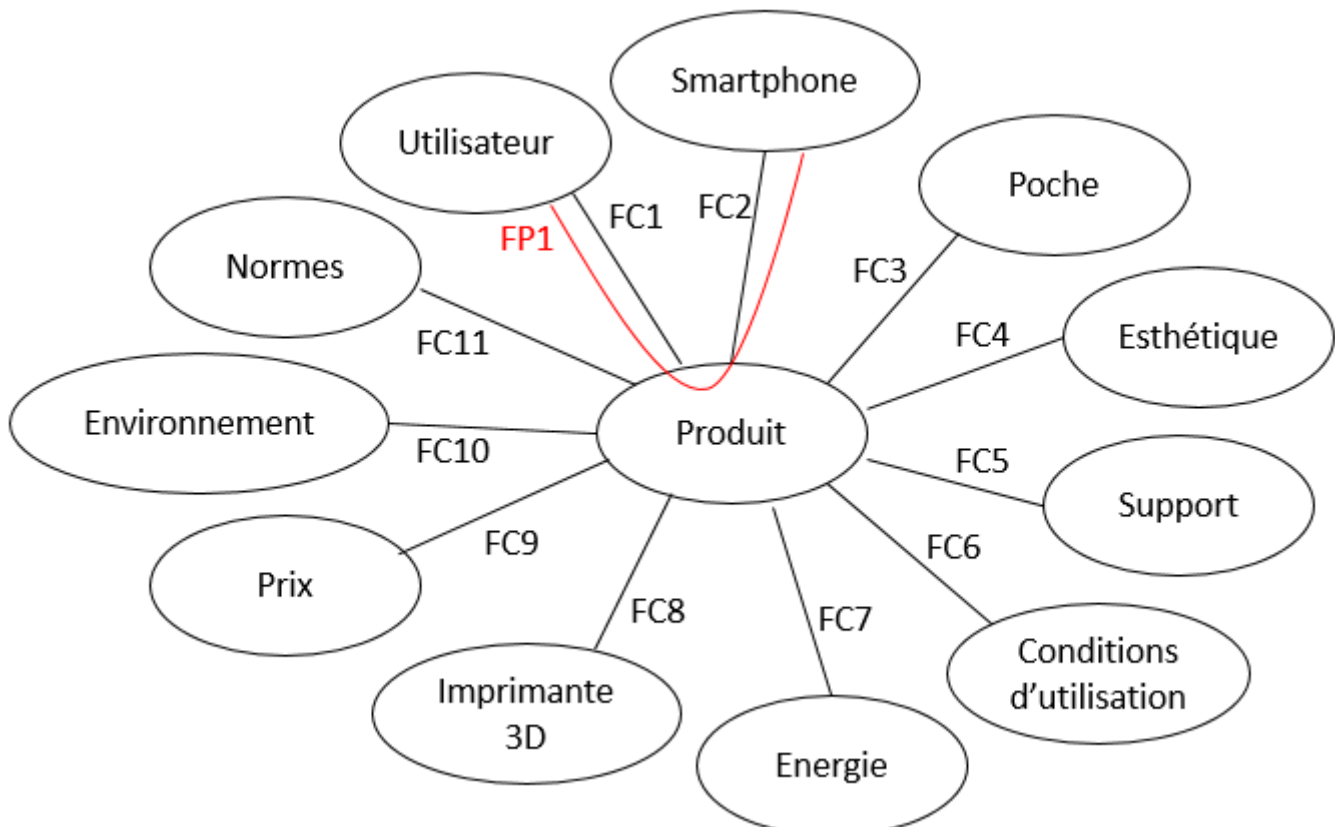 Smartphone
Utilisateur
Poche
FC1
FC2
FP1
Normes
FC3
FC4
Esthétique
FC11
Environnement
Produit
FC10
FC5
Support
FC9
FC6
Prix
FC8
FC7
Conditions
d’utilisation
Imprimante
3D
Energie